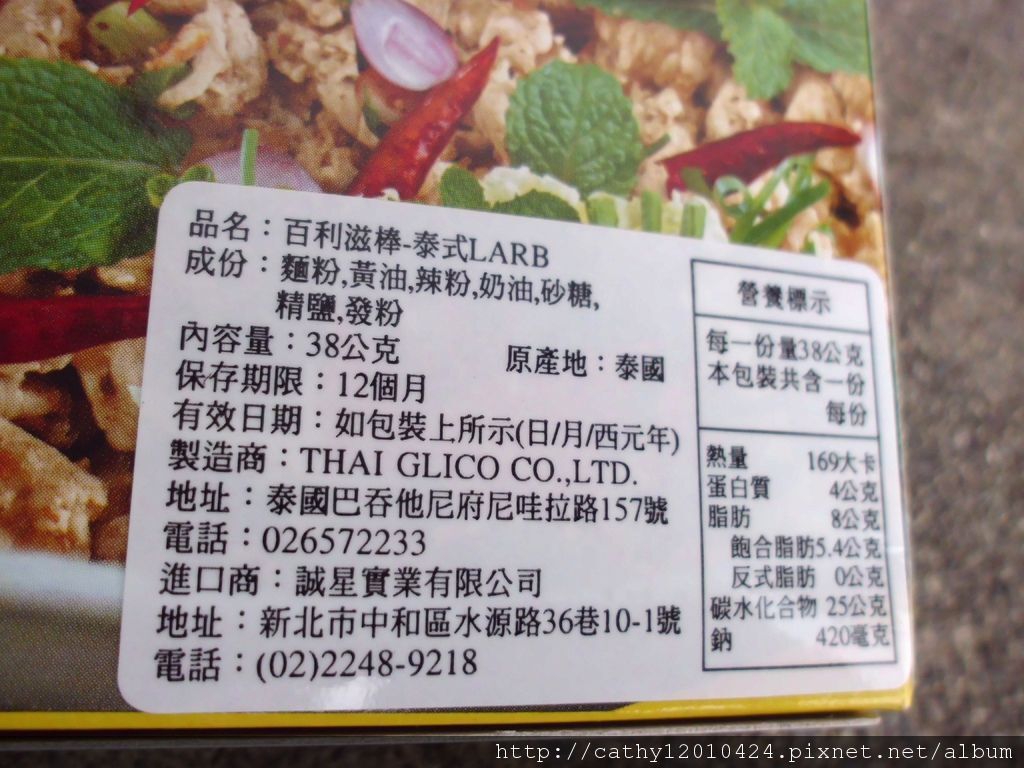 品名：百利滋棒-泰式LARB
成份：麵粉,黃油,辣粉,奶油,砂糖,
精鹽,發粉
內容量：38公克
原產地：泰國
保存期限：12個月
有效日期：如包裝上所示(日/月/西元年)
製造商：THAI GLICO CO.,LTD.
地址：泰國巴吞他尼府尼哇拉路157號
電話：026572233
進口商：誠星實業有限公司
地址：新北市中和區水源路36巷10-1號
電話：(02)2248-9218
營養標示
每一份量38公克
本包裝共含一份
每份
熱量 169大卡
蛋白質 4公克
脂肪 8公克
飽合脂肪5.4公克
反式脂肪 0公克
碳水化合物 25公克
鈉 420毫克
http://cathy12010424.pixnet.net/album